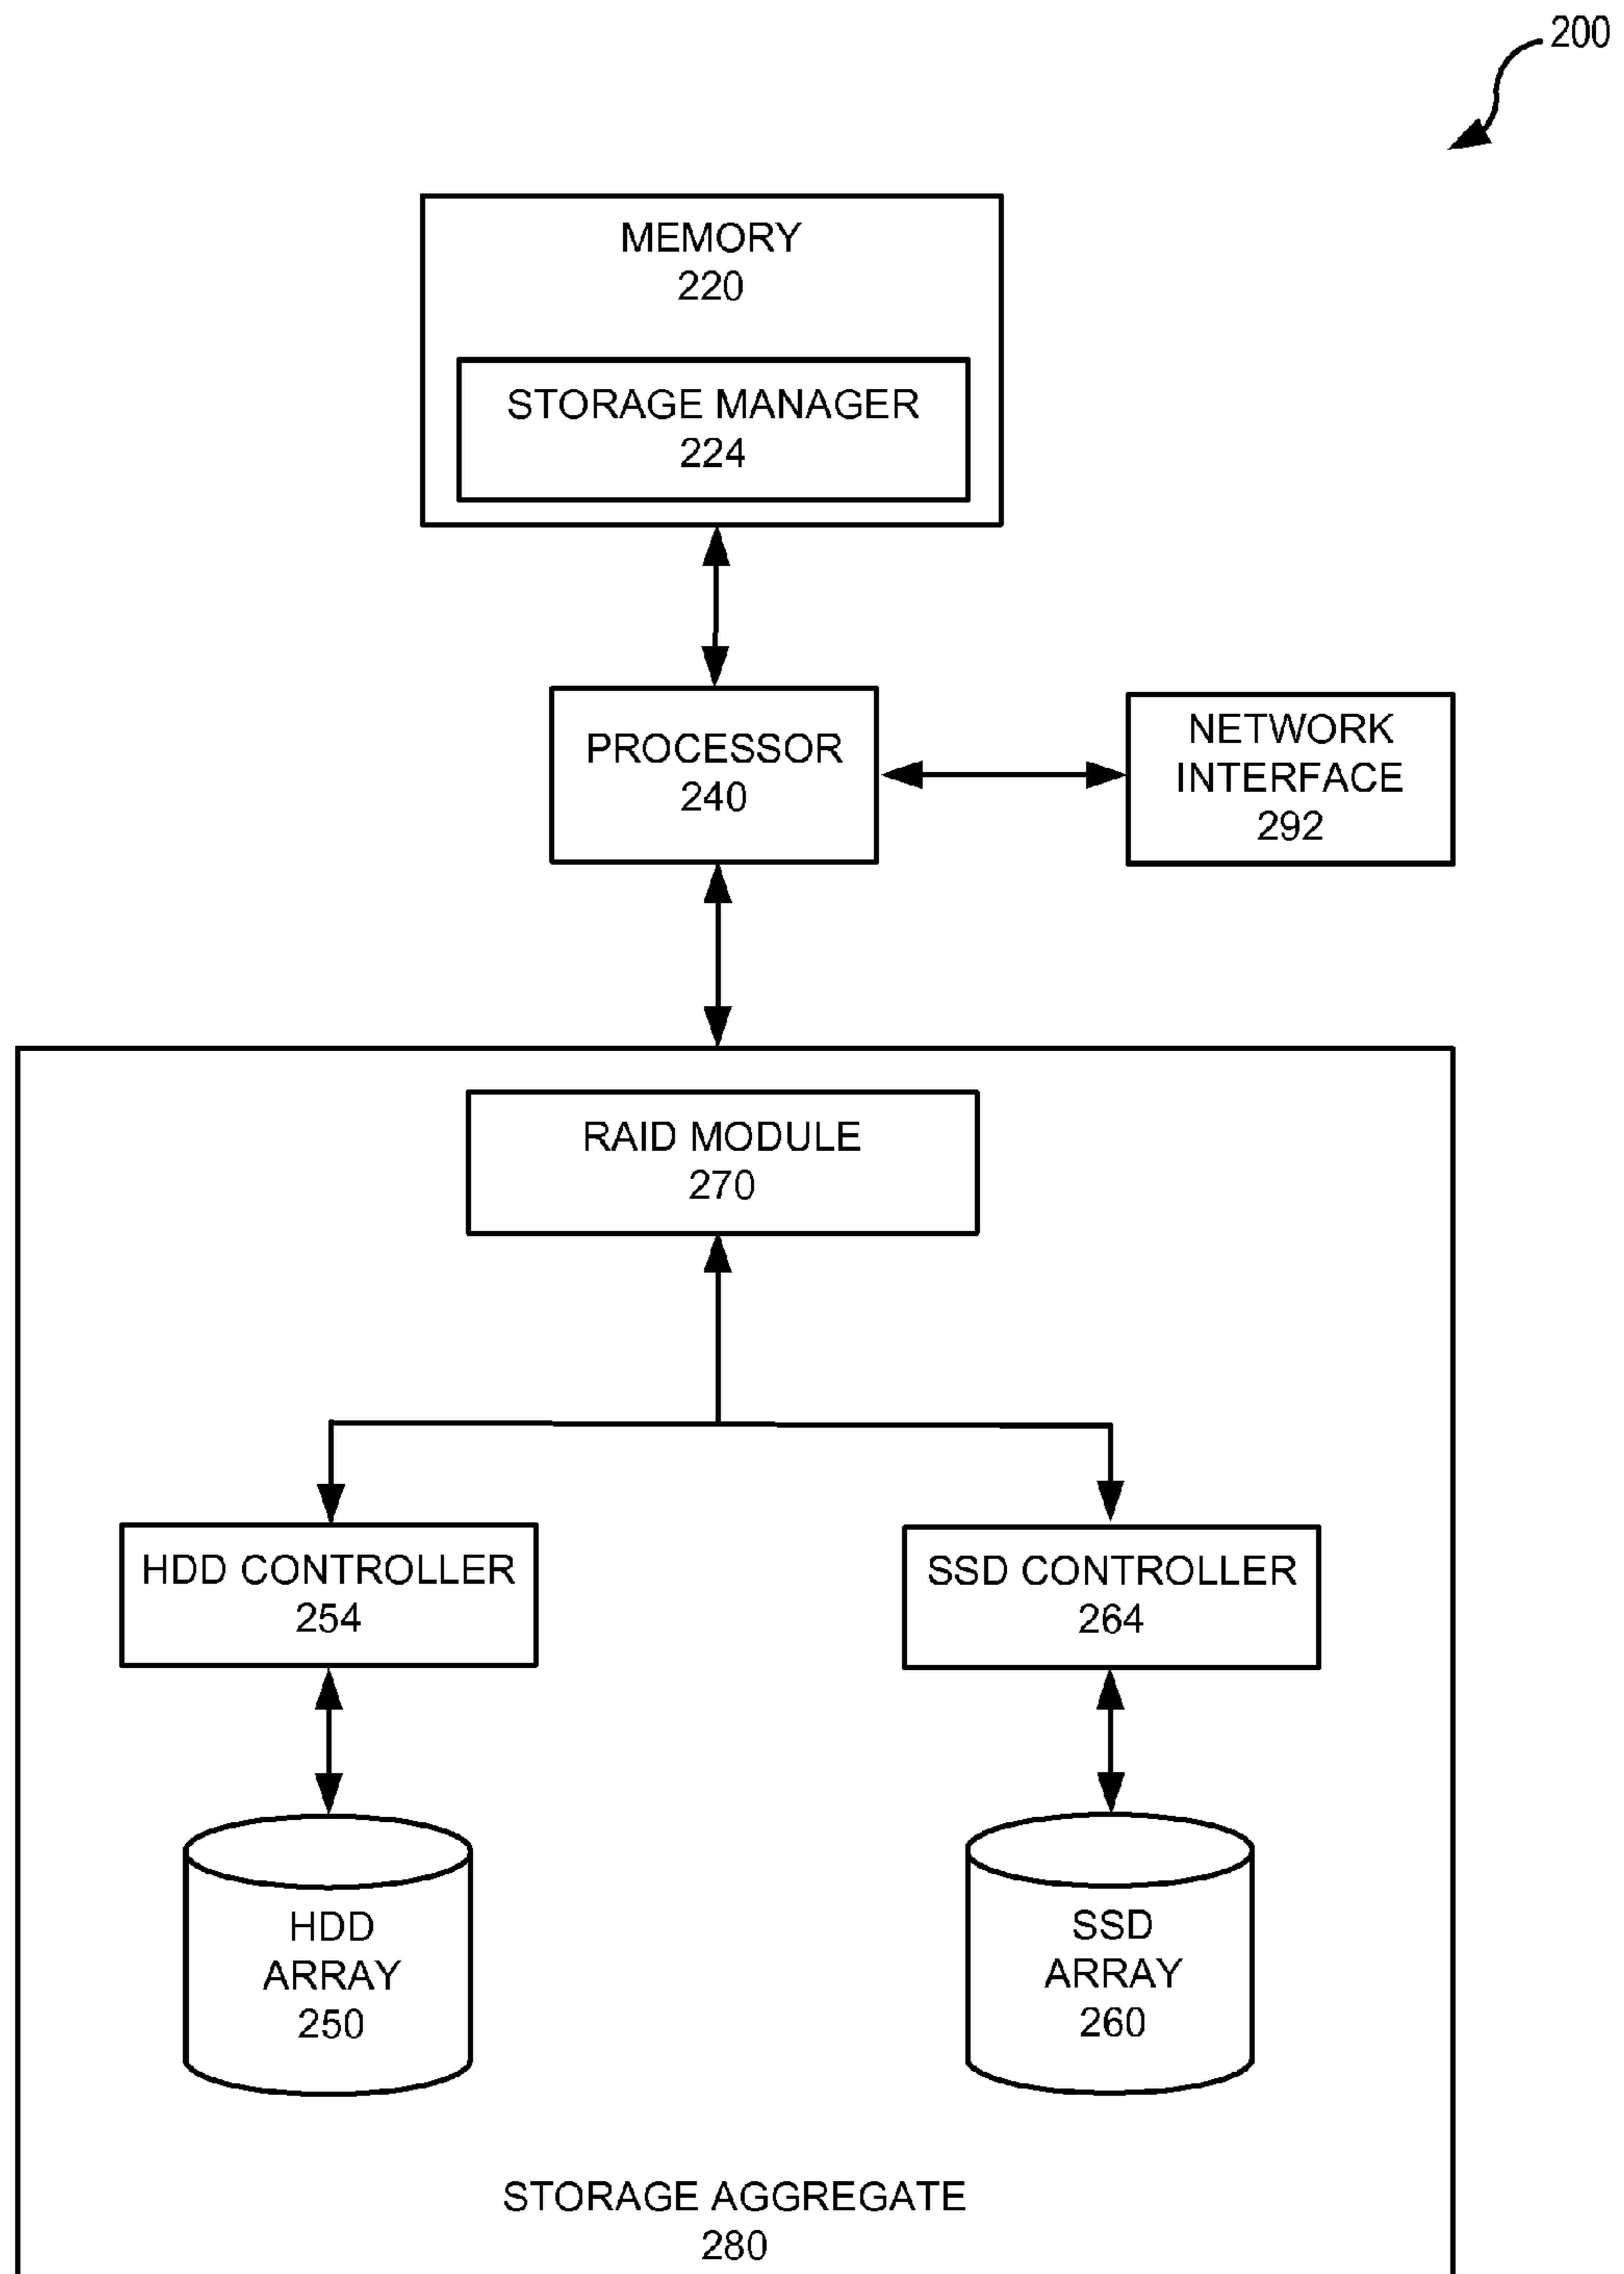 200
MEMORY
220
STORAGE MANAGER
224
PROCESSOR
240
NETWORK
INTERFACE
292
RAID MODULE
270
HDD CONTROLLER
254
SSD CONTROLLER
264
HDD
ARRAY
250
SSD
ARRAY
260
STORAGE AGGREGATE
280